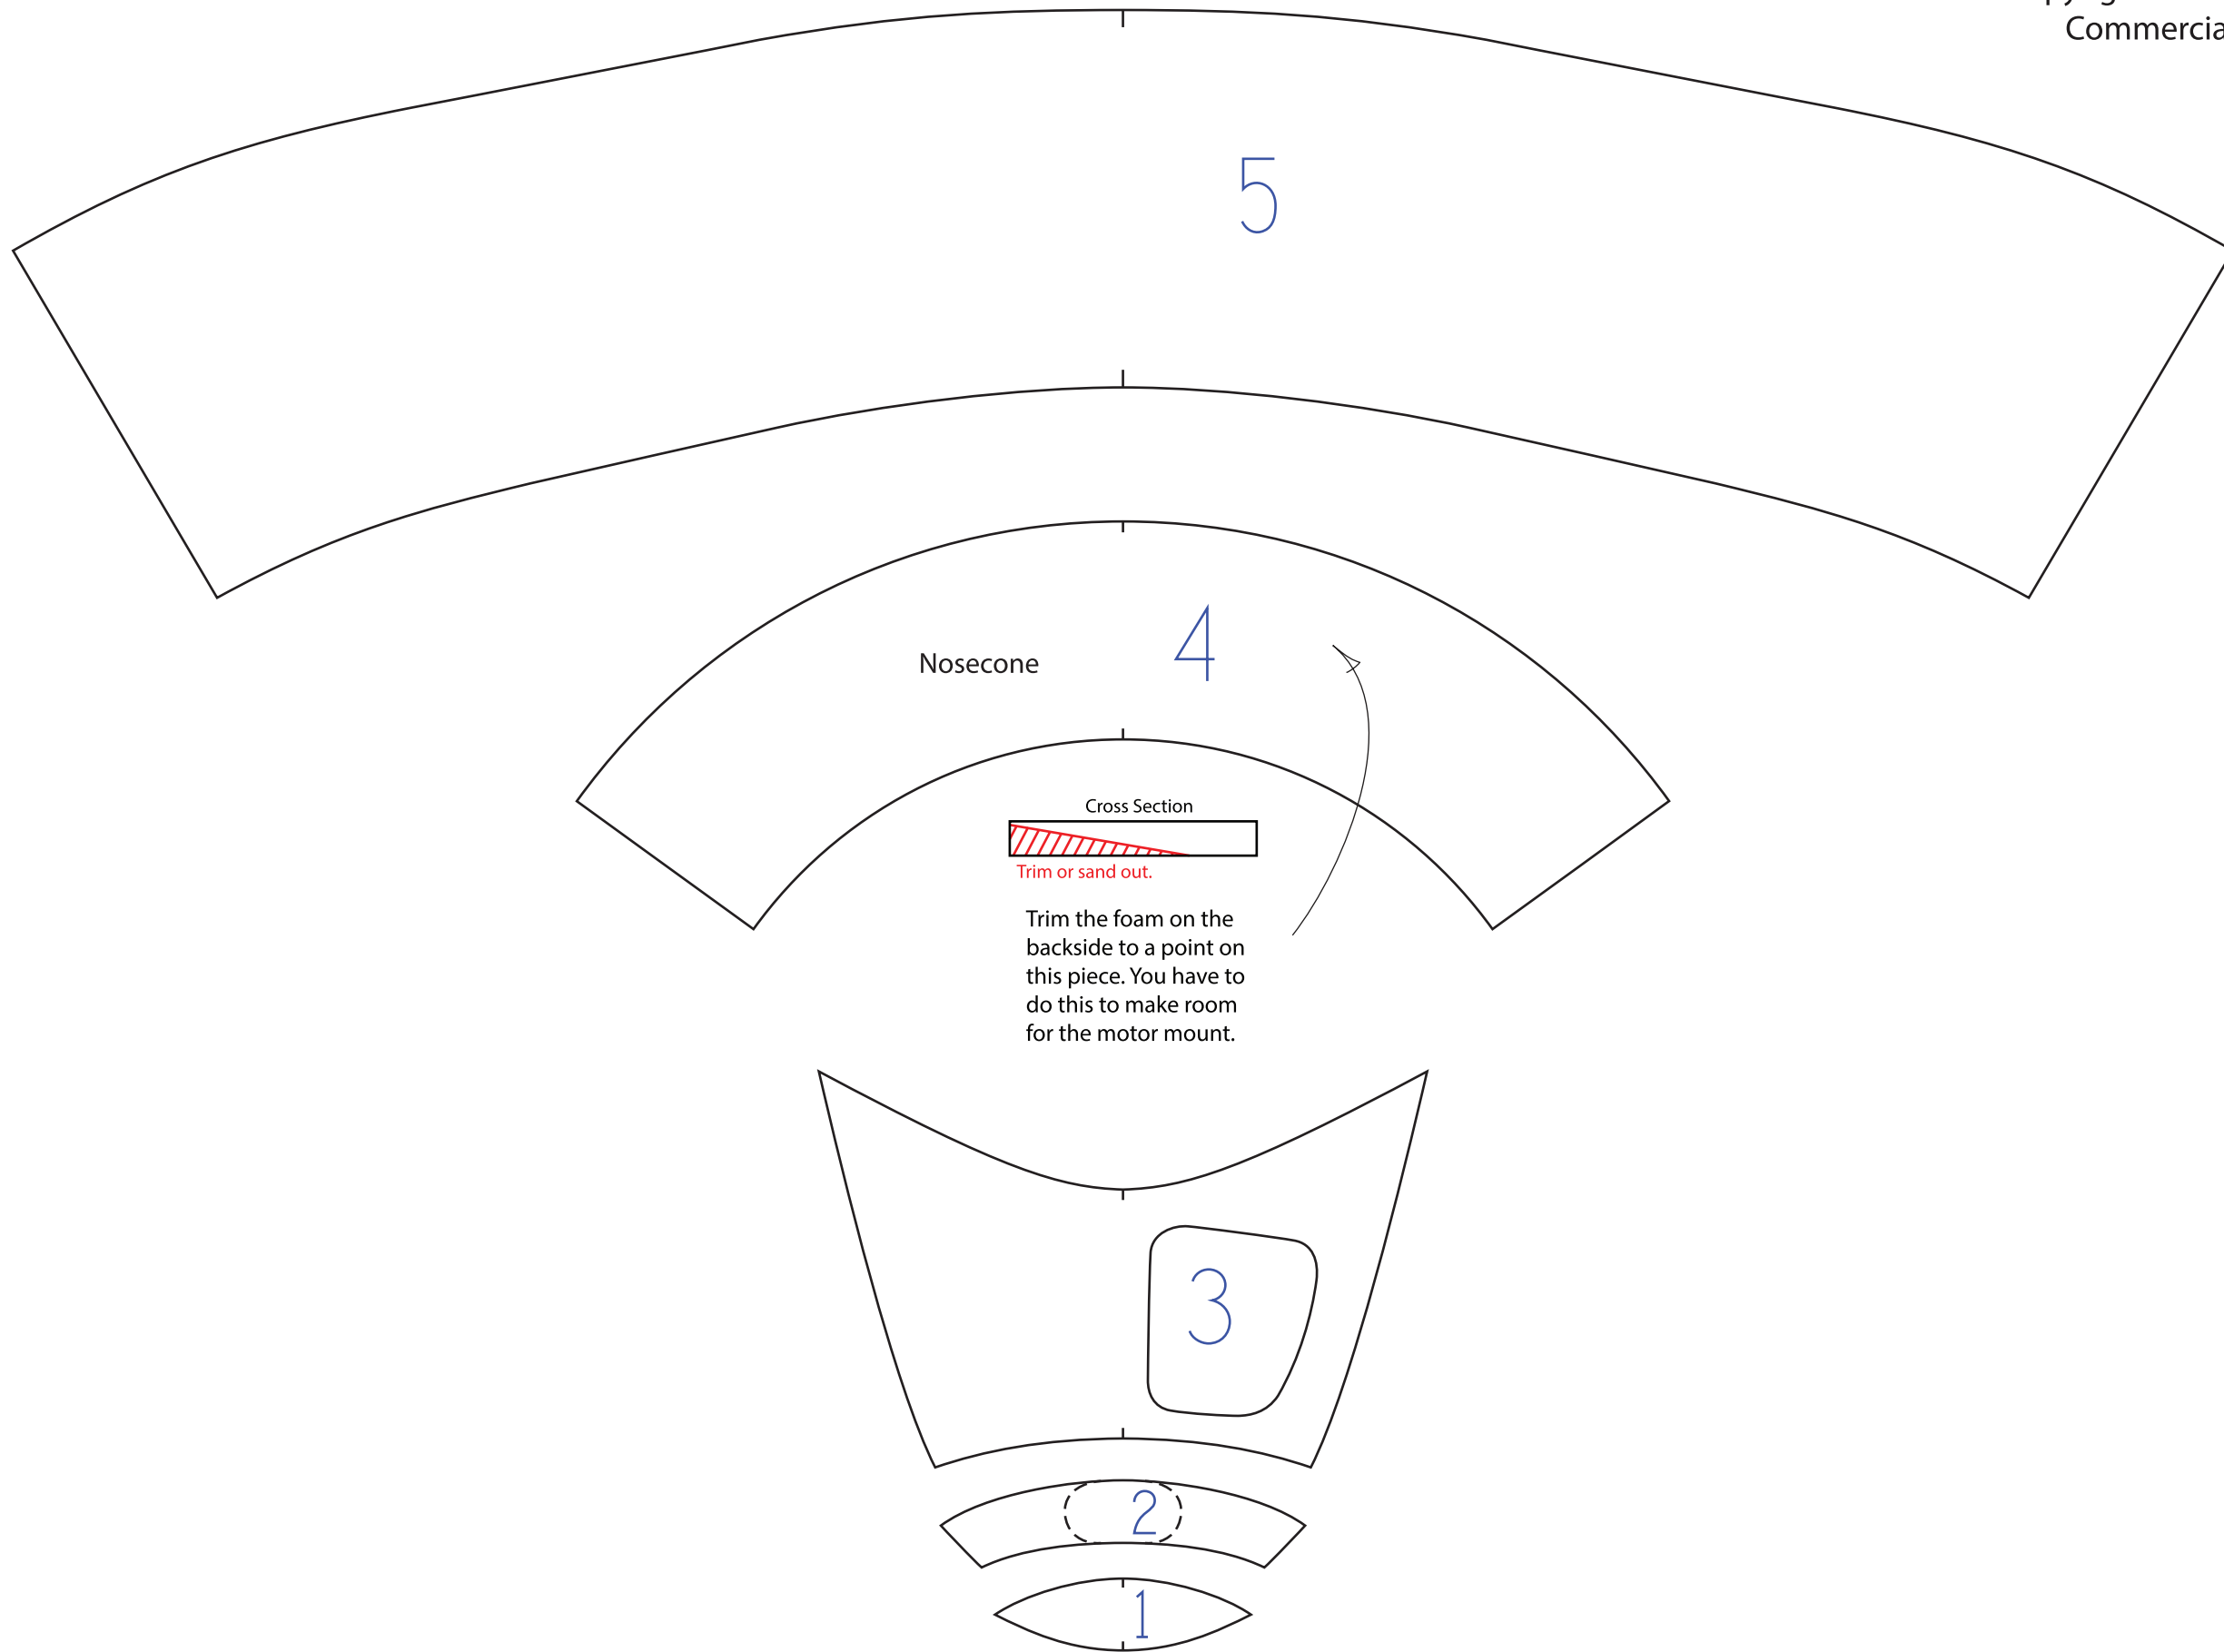 Commercia
5
4
Nosecone
Cross Section
Trim or sand out.
Trim the foam on the
backside to a point on
this piece. You have to
do this to make room
for the motor mount.
3
2
1